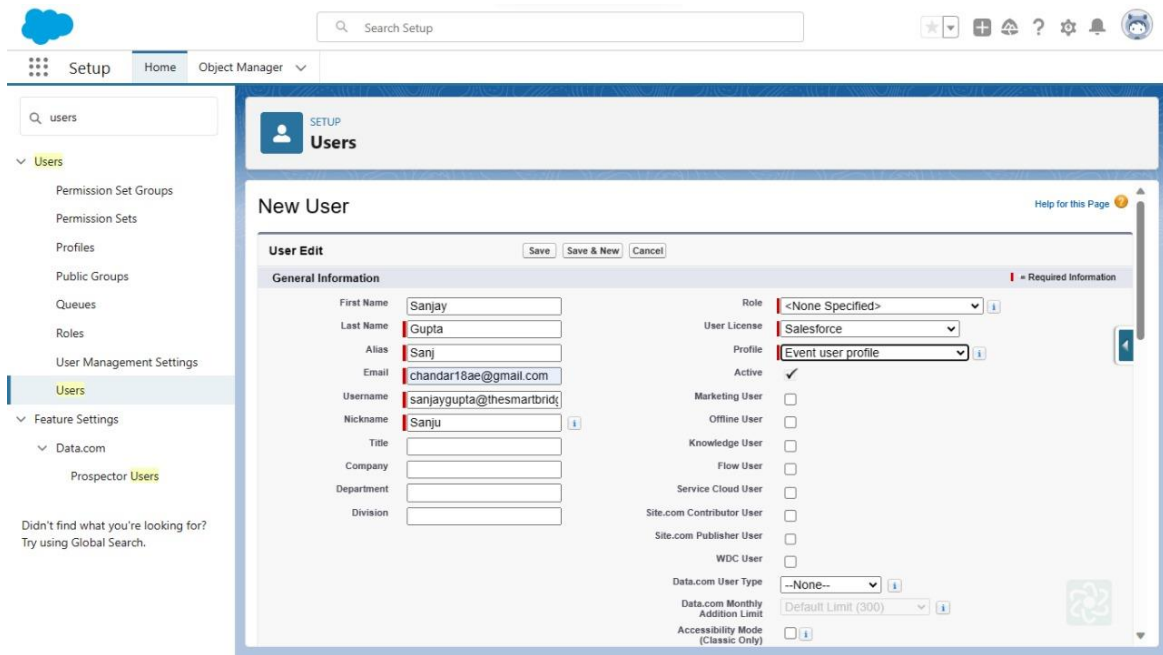 Search Setup
Setup
Home
Object Manager
users
Users
Permission Set Groups
Permission Sets
Profiles
Public Groups
Queues
Roles
User Management Settings
Users
Feature Settings
Data.com
Prospector Users
Didn't find what you're looking for?
Try using Global Search.
SETUP
Users
New User
Help for this Page
User Edit
Save
Save & New
Cancel
General Information
= Required Information
First Name
Sanjay
Last Name
Gupta
Alias
Sanj
Email
chandar18ae@gmail.com
Username
sanjaygupta@thesmartbridg
Nickname
Sanju
Title
Company
Department
Division
Role
<None Specified>
User License
Salesforce
Profile
Event user profile
Active
Marketing User
Offline User
Knowledge User
Flow User
Service Cloud User
Site.com Contributor User
Site.com Publisher User
WDC User
Data.com User Type
--None--
Data.com Monthly
Addition Limit
Default Limit (300)
Accessibility Mode
(Classic Only)